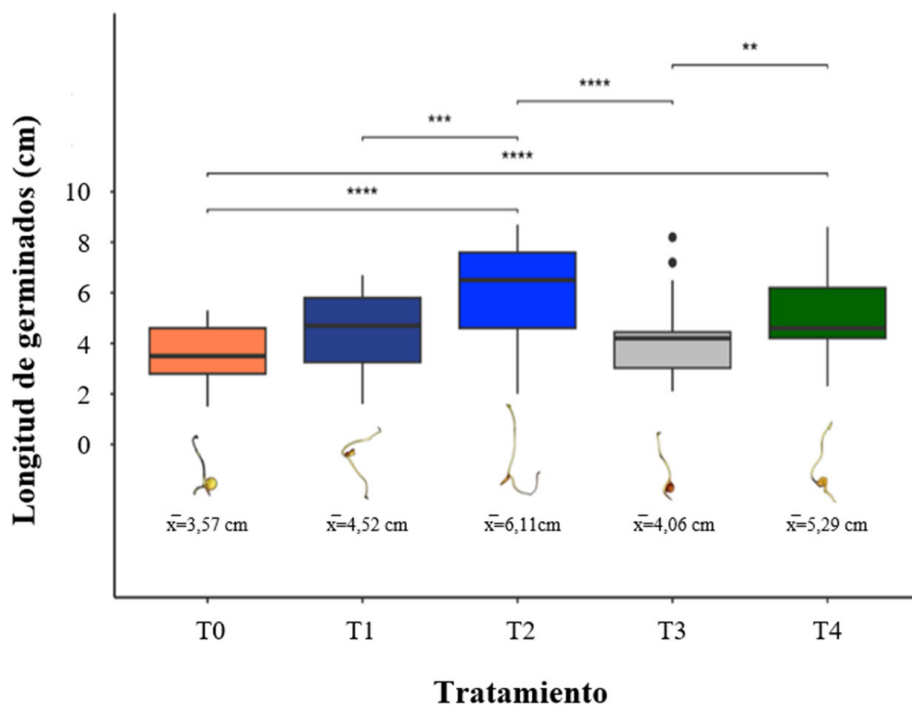 **
****
***
****
****
Longitud de germinados (cm)
10
8
6
4
2
0
x̅=3,57 cm
x̅=4,52 cm
x̅=6,11cm
x̅=4,06 cm
x̅=5,29 cm
T0
T1
T2
T3
T4
Tratamiento